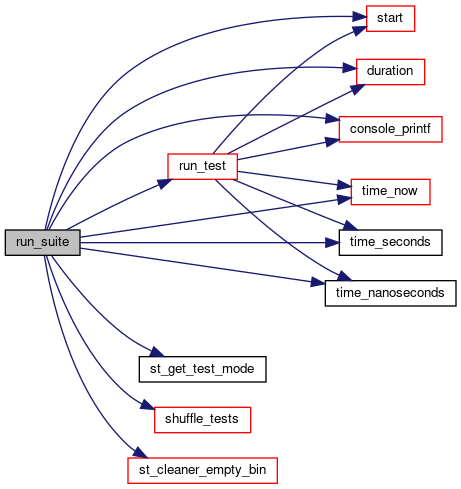 start
duration
console_printf
run_test
time_now
run_suite
time_seconds
time_nanoseconds
st_get_test_mode
shuffle_tests
st_cleaner_empty_bin